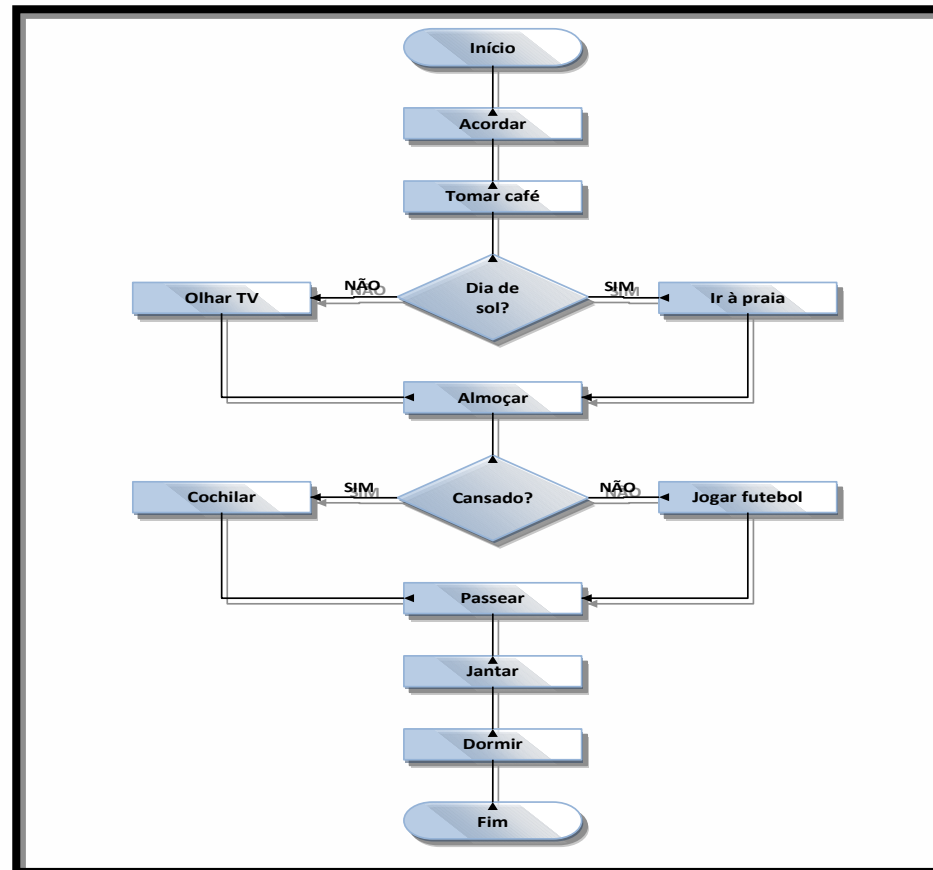 Início
Acordar
Tomar café
Dia de
sol?
NÃO
SIM
Olhar TV
Ir à praia
Almoçar
Cansado?
SIM
NÃO
Cochilar
Jogar futebol
Passear
Jantar
Dormir
Fim